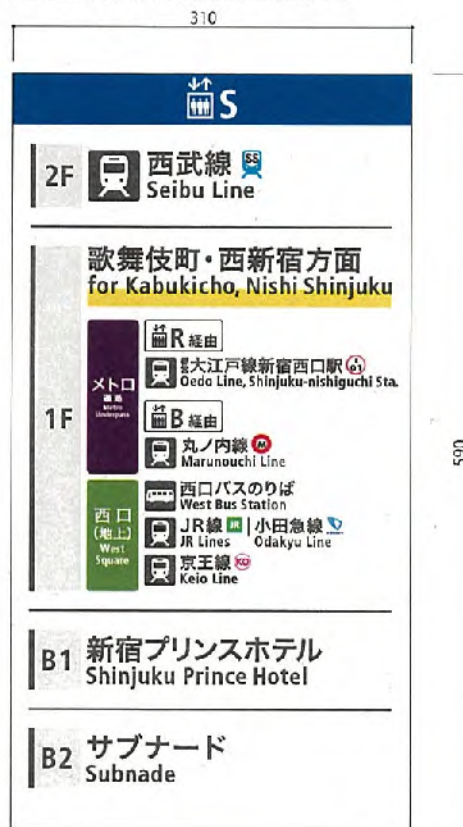 310
S
2F
西武線 SS
Seibu Line
歌舞伎町・西新宿方面
for Kabukicho, Nishi Shinjuku
1F
メトロ
通路
Metro
Underpass
R 経由
大江戸線新宿西口駅
Oedo Line, Shinjuku-nishiguchi Sta.
B 経由
丸ノ内線 M
Marunouchi Line
西口
(地上)
West
Square
西口バスのりば
West Bus Station
JR線 JR | 小田急線
JR Lines Odakyu Line
京王線 KO
Keio Line
B1
新宿プリンスホテル
Shinjuku Prince Hotel
B2
サブナード
Subnade
590